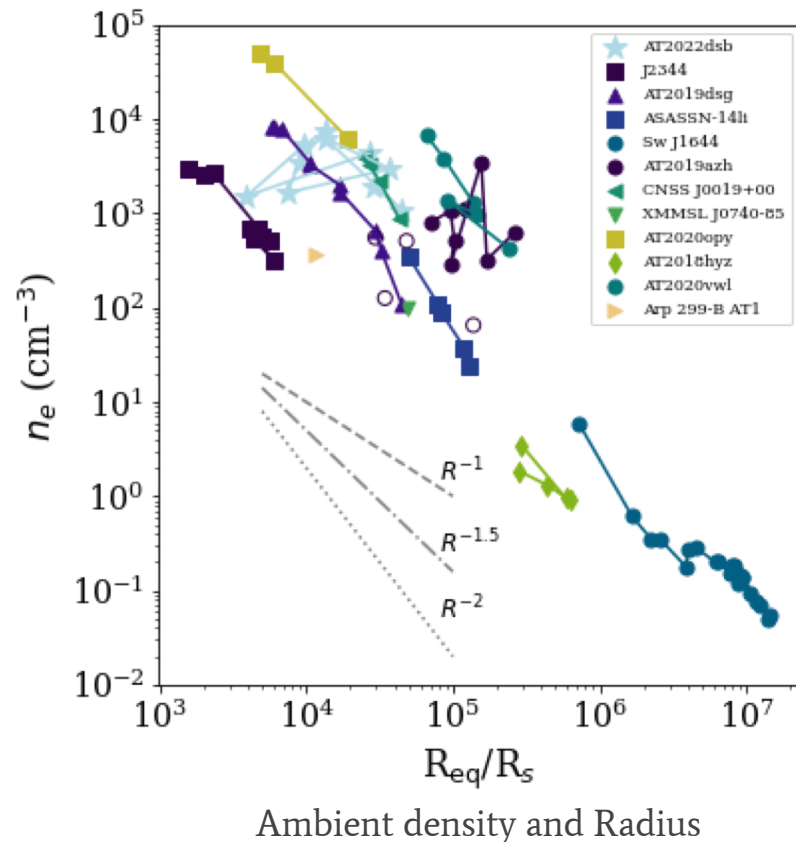 10^5
10^4
10^3
10^2
10^1
10^0
10^-1
10^-2
n_e (cm^-3)
AT2022dsb
J2344
AT2019dsg
ASASSN-14li
Sw J1644
AT2019azh
CNSS J0019+00
XMMSL J0740-85
AT2020opy
AT2018hyz
AT2020vwl
Arp 299-B AT1
R^-1
R^-1.5
R^-2
10^3 10^4 10^5 10^6 10^7
R_eq/R_s
Ambient density and Radius